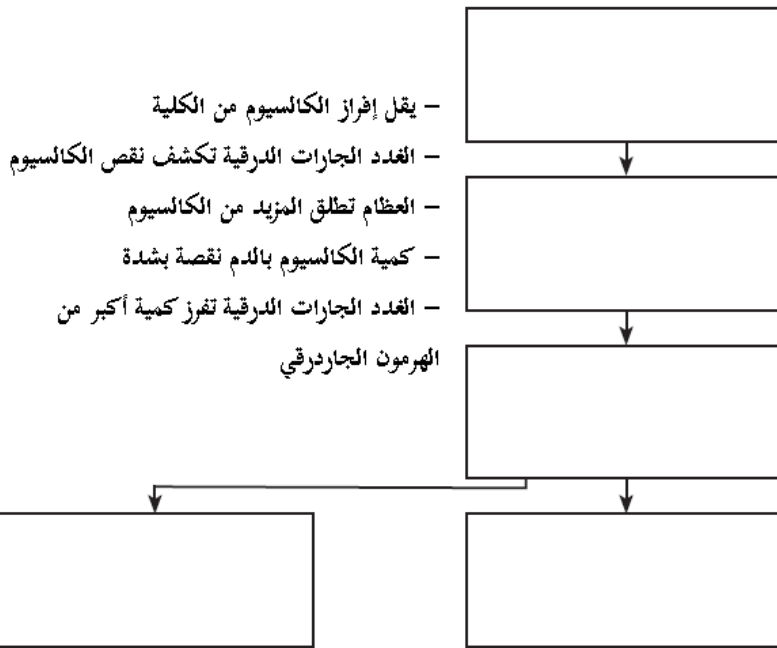 – يقل إفراز الكالسيوم من الكلية
– الغدد الجارات الدرقية تكشف نقص الكالسيوم
– العظام تطلق المزيد من الكالسيوم
– كمية الكالسيوم بالدم نقصة بشدة
– الغدد الجارات الدرقية تفرز كمية أكبر من
الهرمون الجاردرقي